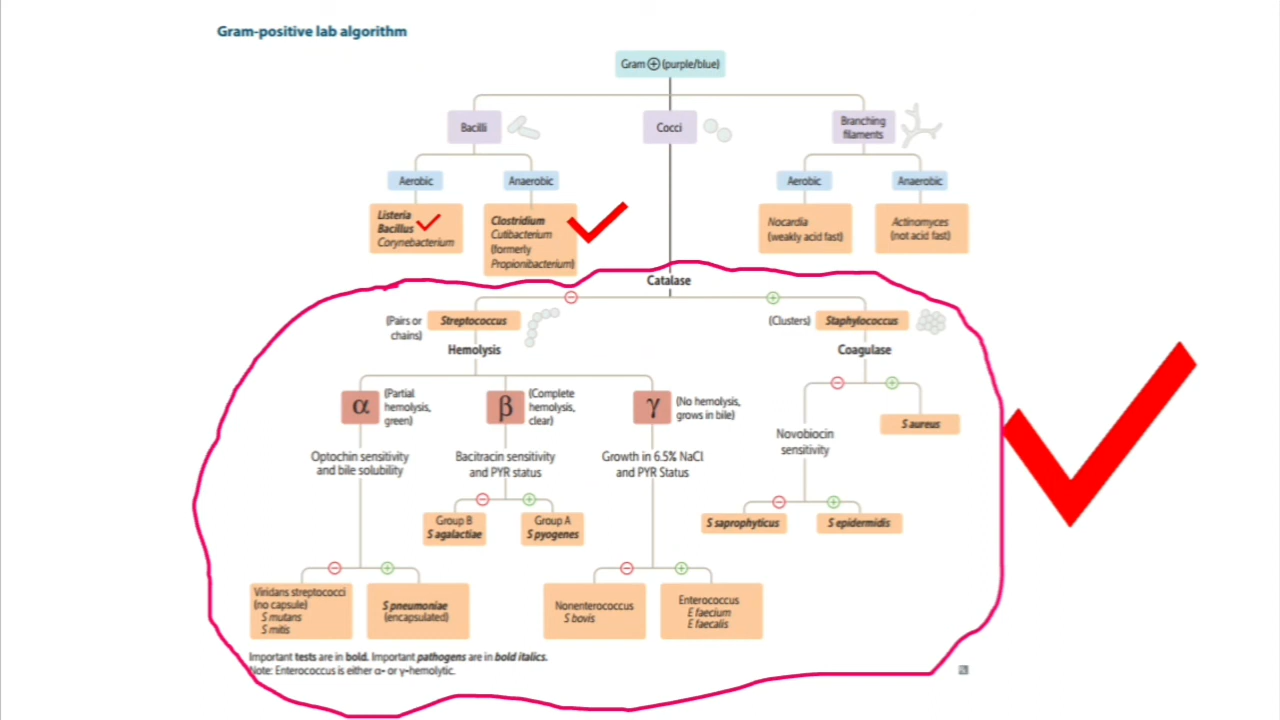 Gram-positive lab algorithm
Gram ⊕ (purple/blue)
Bacilli
Cocci
Branching
filaments
Aerobic
Anaerobic
Aerobic
Anaerobic
Listeria
Bacillus
Corynebacterium
Clostridium
Cutibacterium
(formerly
Propionibacterium)
Nocardia
(weakly acid fast)
Actinomyces
(not acid fast)
Catalase
⊖
⊕
(Pairs or
chains)
Streptococcus
(Clusters)
Staphylococcus
Hemolysis
Coagulase
⊖
⊕
α
(Partial
hemolysis,
green)
β
(Complete
hemolysis,
clear)
γ
(No hemolysis,
grows in bile)
S aureus
Novobiocin
sensitivity
Optochin sensitivity
and bile solubility
Bacitracin sensitivity
and PYR status
Growth in 6.5% NaCl
and PYR Status
⊖
⊕
⊖
⊕
Group B
S agalactiae
Group A
S pyogenes
S saprophyticus
S epidermidis
⊖
⊕
⊖
⊕
Viridans streptococci
(no capsule)
S mutans
S mitis
S pneumoniae
(encapsulated)
Nonenterococcus
S bovis
Enterococcus
E faecium
E faecalis
Important tests are in bold. Important pathogens are in bold italics.
Note: Enterococcus is either α- or γ-hemolytic.